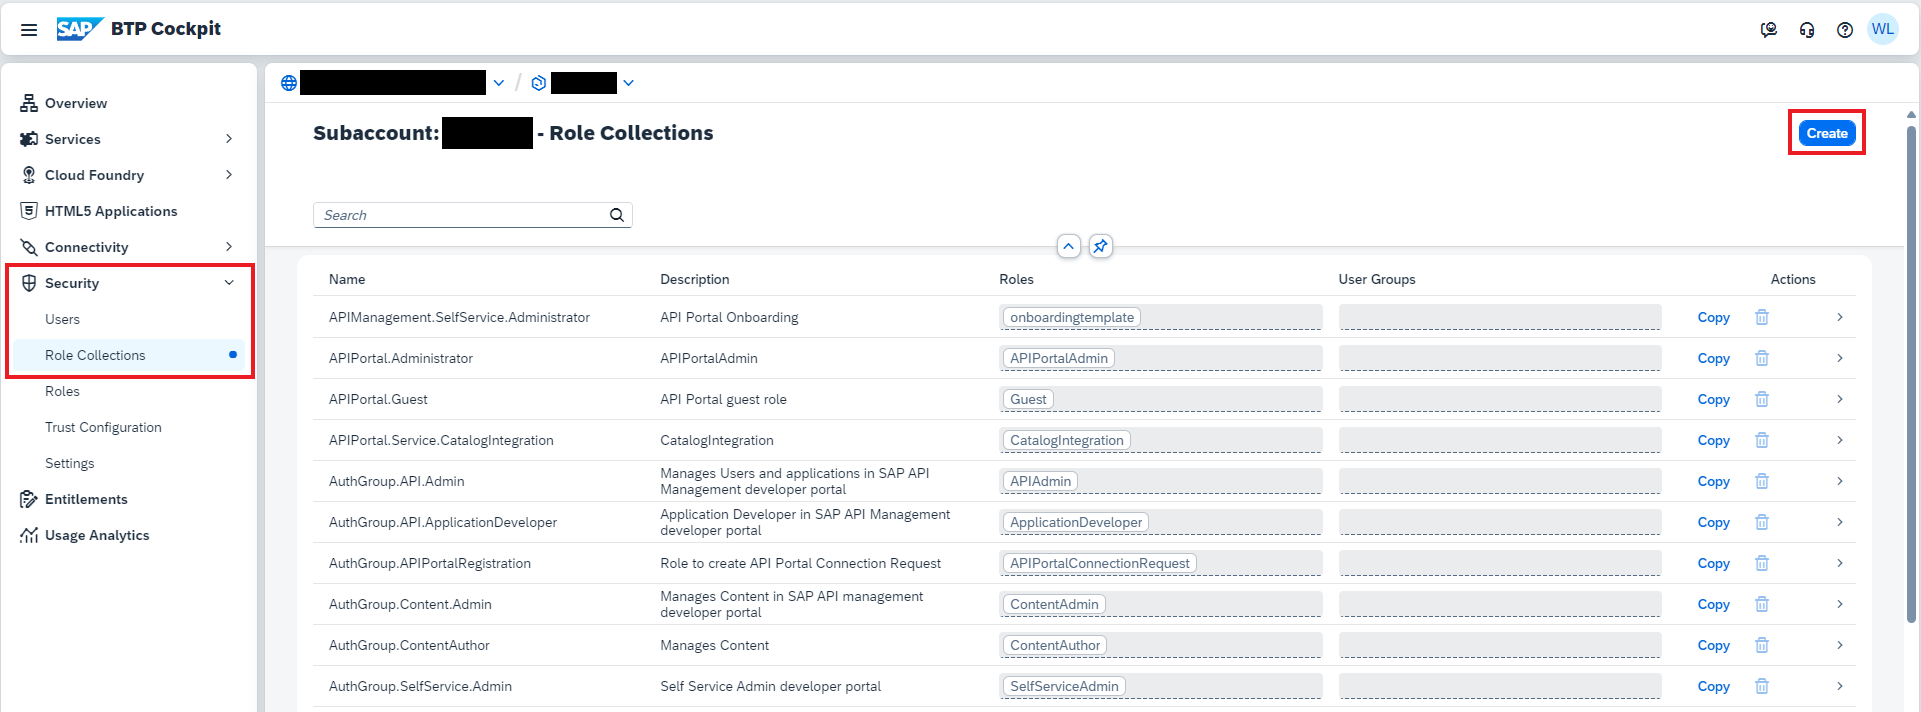 SAP BTP Cockpit
WL
Overview
Services
Cloud Foundry
HTML5 Applications
Connectivity
Security
Users
Role Collections
Roles
Trust Configuration
Settings
Entitlements
Usage Analytics
/
Subaccount: - Role Collections
Create
Search
Name Description Roles User Groups Actions
APIManagement.SelfService.Administrator API Portal Onboarding onboardingtemplate Copy
APIPortal.Administrator APIPortalAdmin APIPortalAdmin Copy
APIPortal.Guest API Portal guest role Guest Copy
APIPortal.Service.CatalogIntegration CatalogIntegration CatalogIntegration Copy
AuthGroup.API.Admin Manages Users and applications in SAP API
Management developer portal APIAdmin Copy
AuthGroup.API.ApplicationDeveloper Application Developer in SAP API Management
developer portal ApplicationDeveloper Copy
AuthGroup.APIPortalRegistration Role to create API Portal Connection Request APIPortalConnectionRequest Copy
AuthGroup.Content.Admin Manages Content in SAP API management
developer portal ContentAdmin Copy
AuthGroup.ContentAuthor Manages Content ContentAuthor Copy
AuthGroup.SelfService.Admin Self Service Admin developer portal SelfServiceAdmin Copy